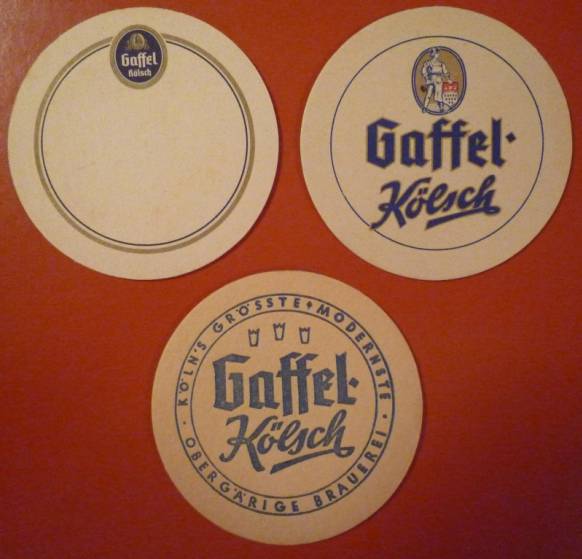 Gaffel
Kölsch
Gaffel·
Kölsch
KÖLN'S GRÖSSTE♦MODERNSTE
Gaffel·
Kölsch
· OBERGÄRIGE BRAUEREI ·